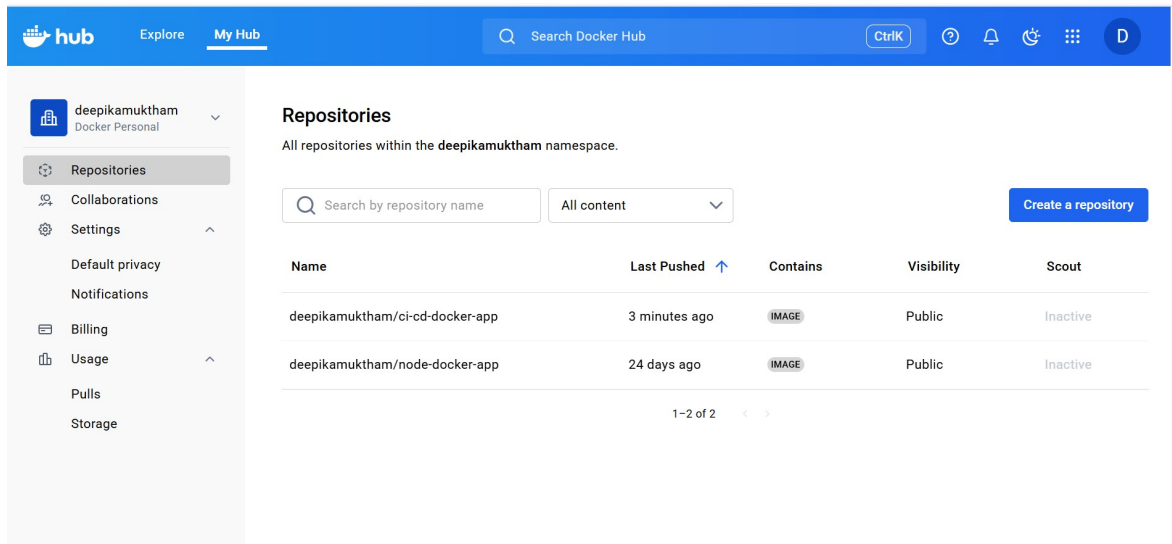 hub Explore My Hub Search Docker Hub CtrlK D
deepikamuktham
Docker Personal
Repositories
Collaborations
Settings
Default privacy
Notifications
Billing
Usage
Pulls
Storage
Repositories
All repositories within the deepikamuktham namespace.
Search by repository name All content Create a repository
Name Last Pushed Contains Visibility Scout
deepikamuktham/ci-cd-docker-app 3 minutes ago IMAGE Public Inactive
deepikamuktham/node-docker-app 24 days ago IMAGE Public Inactive
1–2 of 2